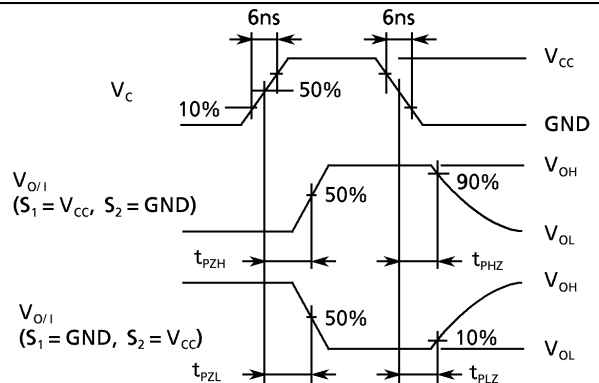 6ns 6ns
V_CC
V_C
50%
10%
GND
V_O/I
(S_1 = V_CC, S_2 = GND)
50%
V_OH
90%
V_OL
t_PZH t_PHZ
V_OH
V_O/I
(S_1 = GND, S_2 = V_CC)
50%
10%
V_OL
t_PZL t_PLZ